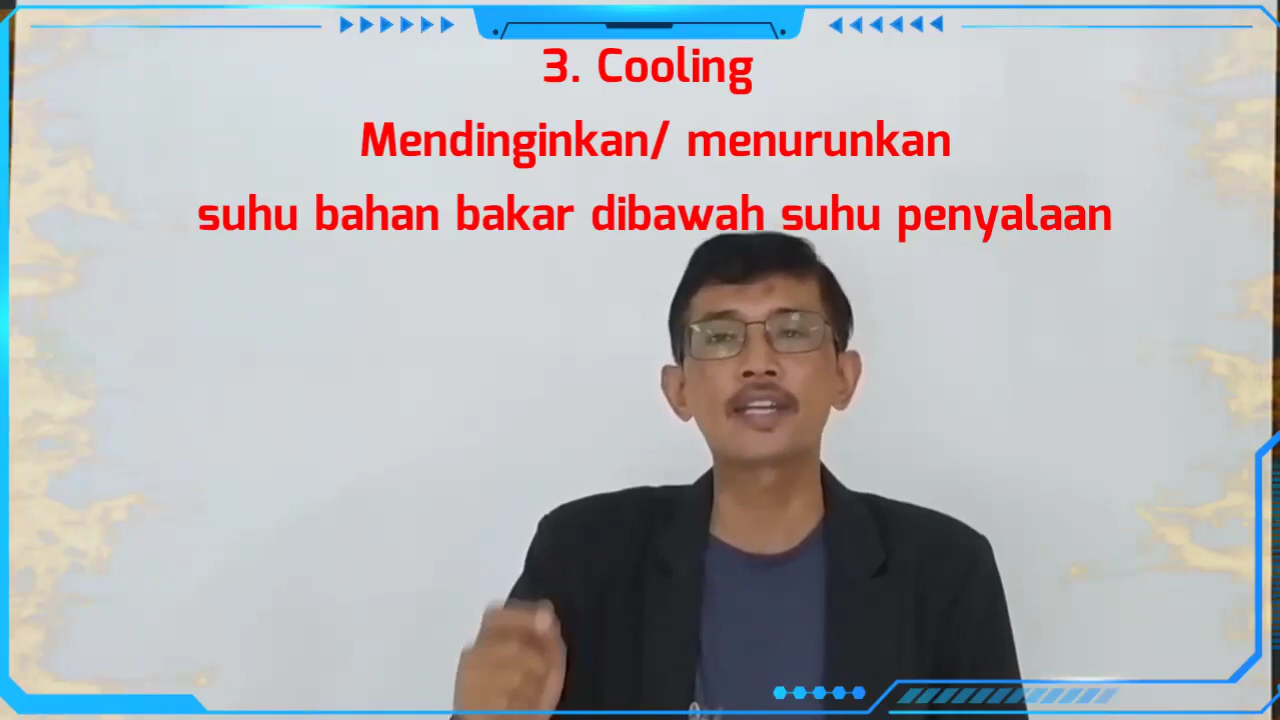 3. Cooling
Mendinginkan/ menurunkan
suhu bahan bakar dibawah suhu penyalaan